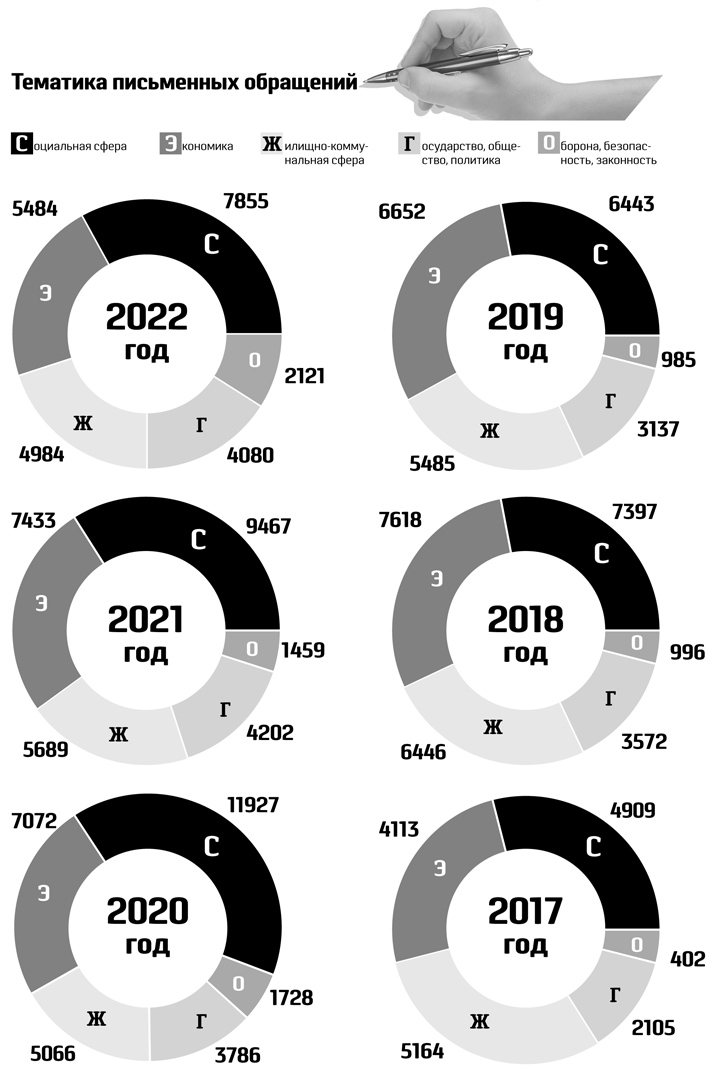 Тематика письменных обращений
Социальная сфера
Экономика
Жилищно-комму-
нальная сфера
Государство, обще-
ство, политика
Оборона, безопас-
ность, законность
5484
7855
С
Э
2022
год
О
2121
Ж
Г
4984
4080
6652
6443
С
Э
2019
год
О
985
Г
3137
Ж
5485
7433
9467
С
Э
2021
год
О
1459
Г
4202
Ж
5689
7618
7397
С
Э
2018
год
О
996
Г
3572
Ж
6446
7072
11927
С
Э
2020
год
О
1728
Ж
Г
5066
3786
4113
4909
С
Э
2017
год
О
402
Г
2105
Ж
5164